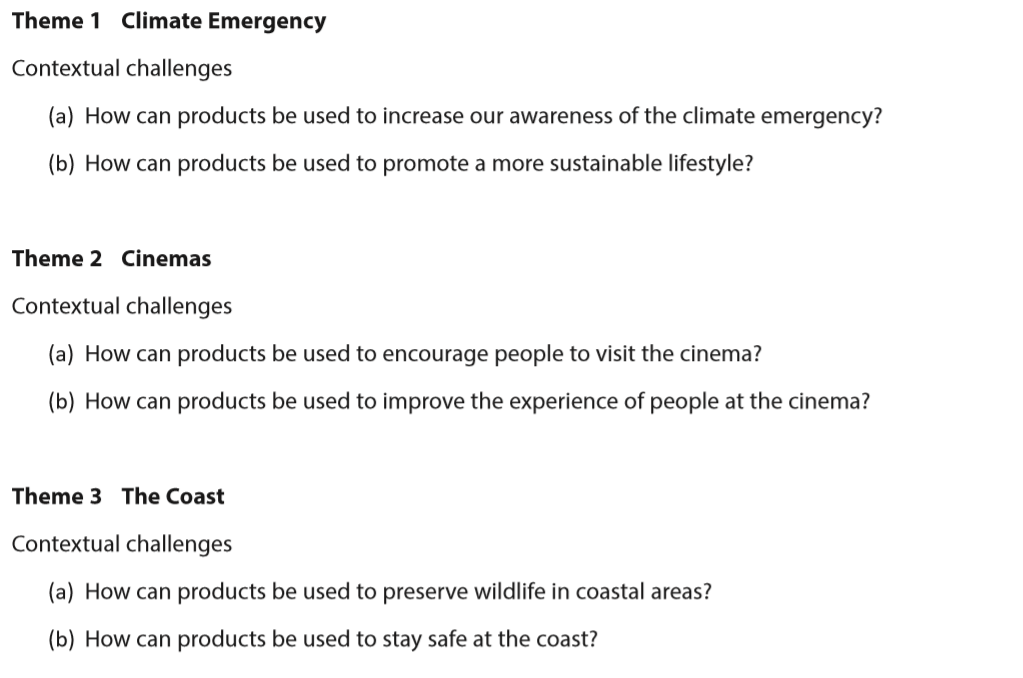 Theme 1 Climate Emergency
Contextual challenges
(a) How can products be used to increase our awareness of the climate emergency?
(b) How can products be used to promote a more sustainable lifestyle?
Theme 2 Cinemas
Contextual challenges
(a) How can products be used to encourage people to visit the cinema?
(b) How can products be used to improve the experience of people at the cinema?
Theme 3 The Coast
Contextual challenges
(a) How can products be used to preserve wildlife in coastal areas?
(b) How can products be used to stay safe at the coast?